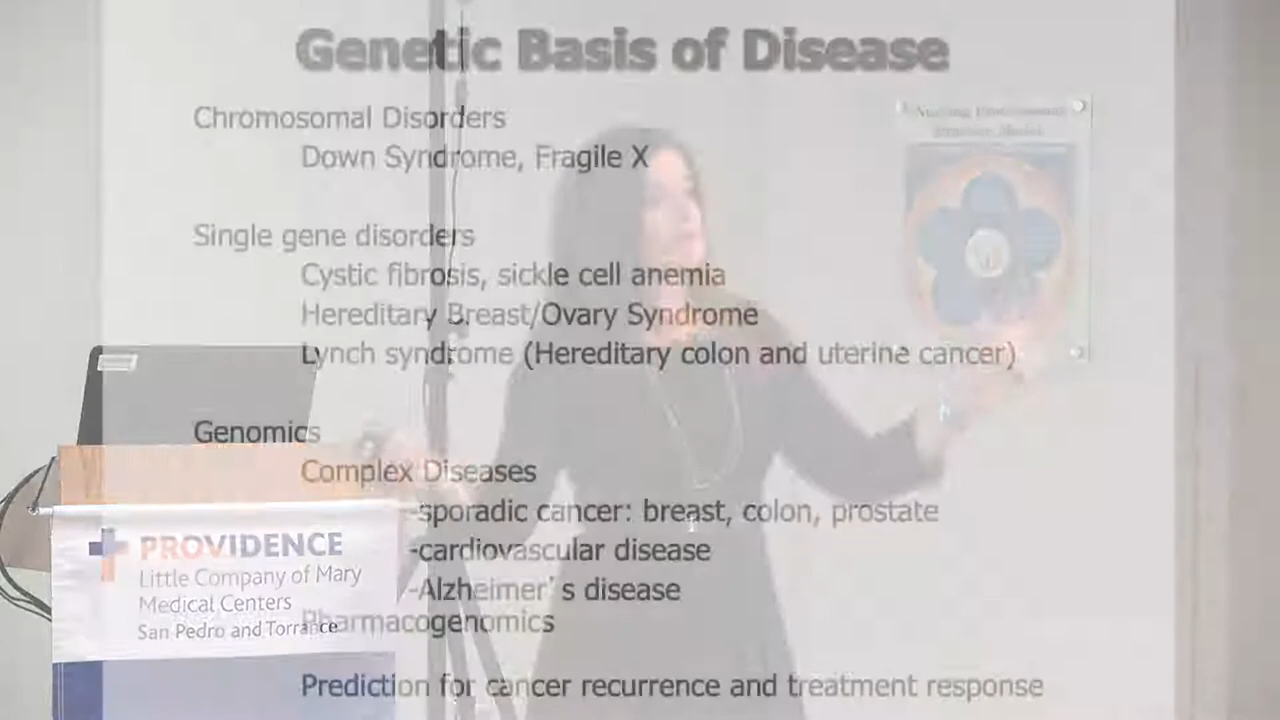 Genetic Basis of Disease
Chromosomal Disorders
Down Syndrome, Fragile X
Single gene disorders
Cystic fibrosis, sickle cell anemia
Hereditary Breast/Ovary Syndrome
Lynch syndrome (Hereditary colon and uterine cancer)
Genomics
Complex Diseases
-sporadic cancer: breast, colon, prostate
-cardiovascular disease
-Alzheimer's disease
Pharmacogenomics
Prediction for cancer recurrence and treatment response
PROVIDENCE
Little Company of Mary
Medical Centers
San Pedro and Torrance